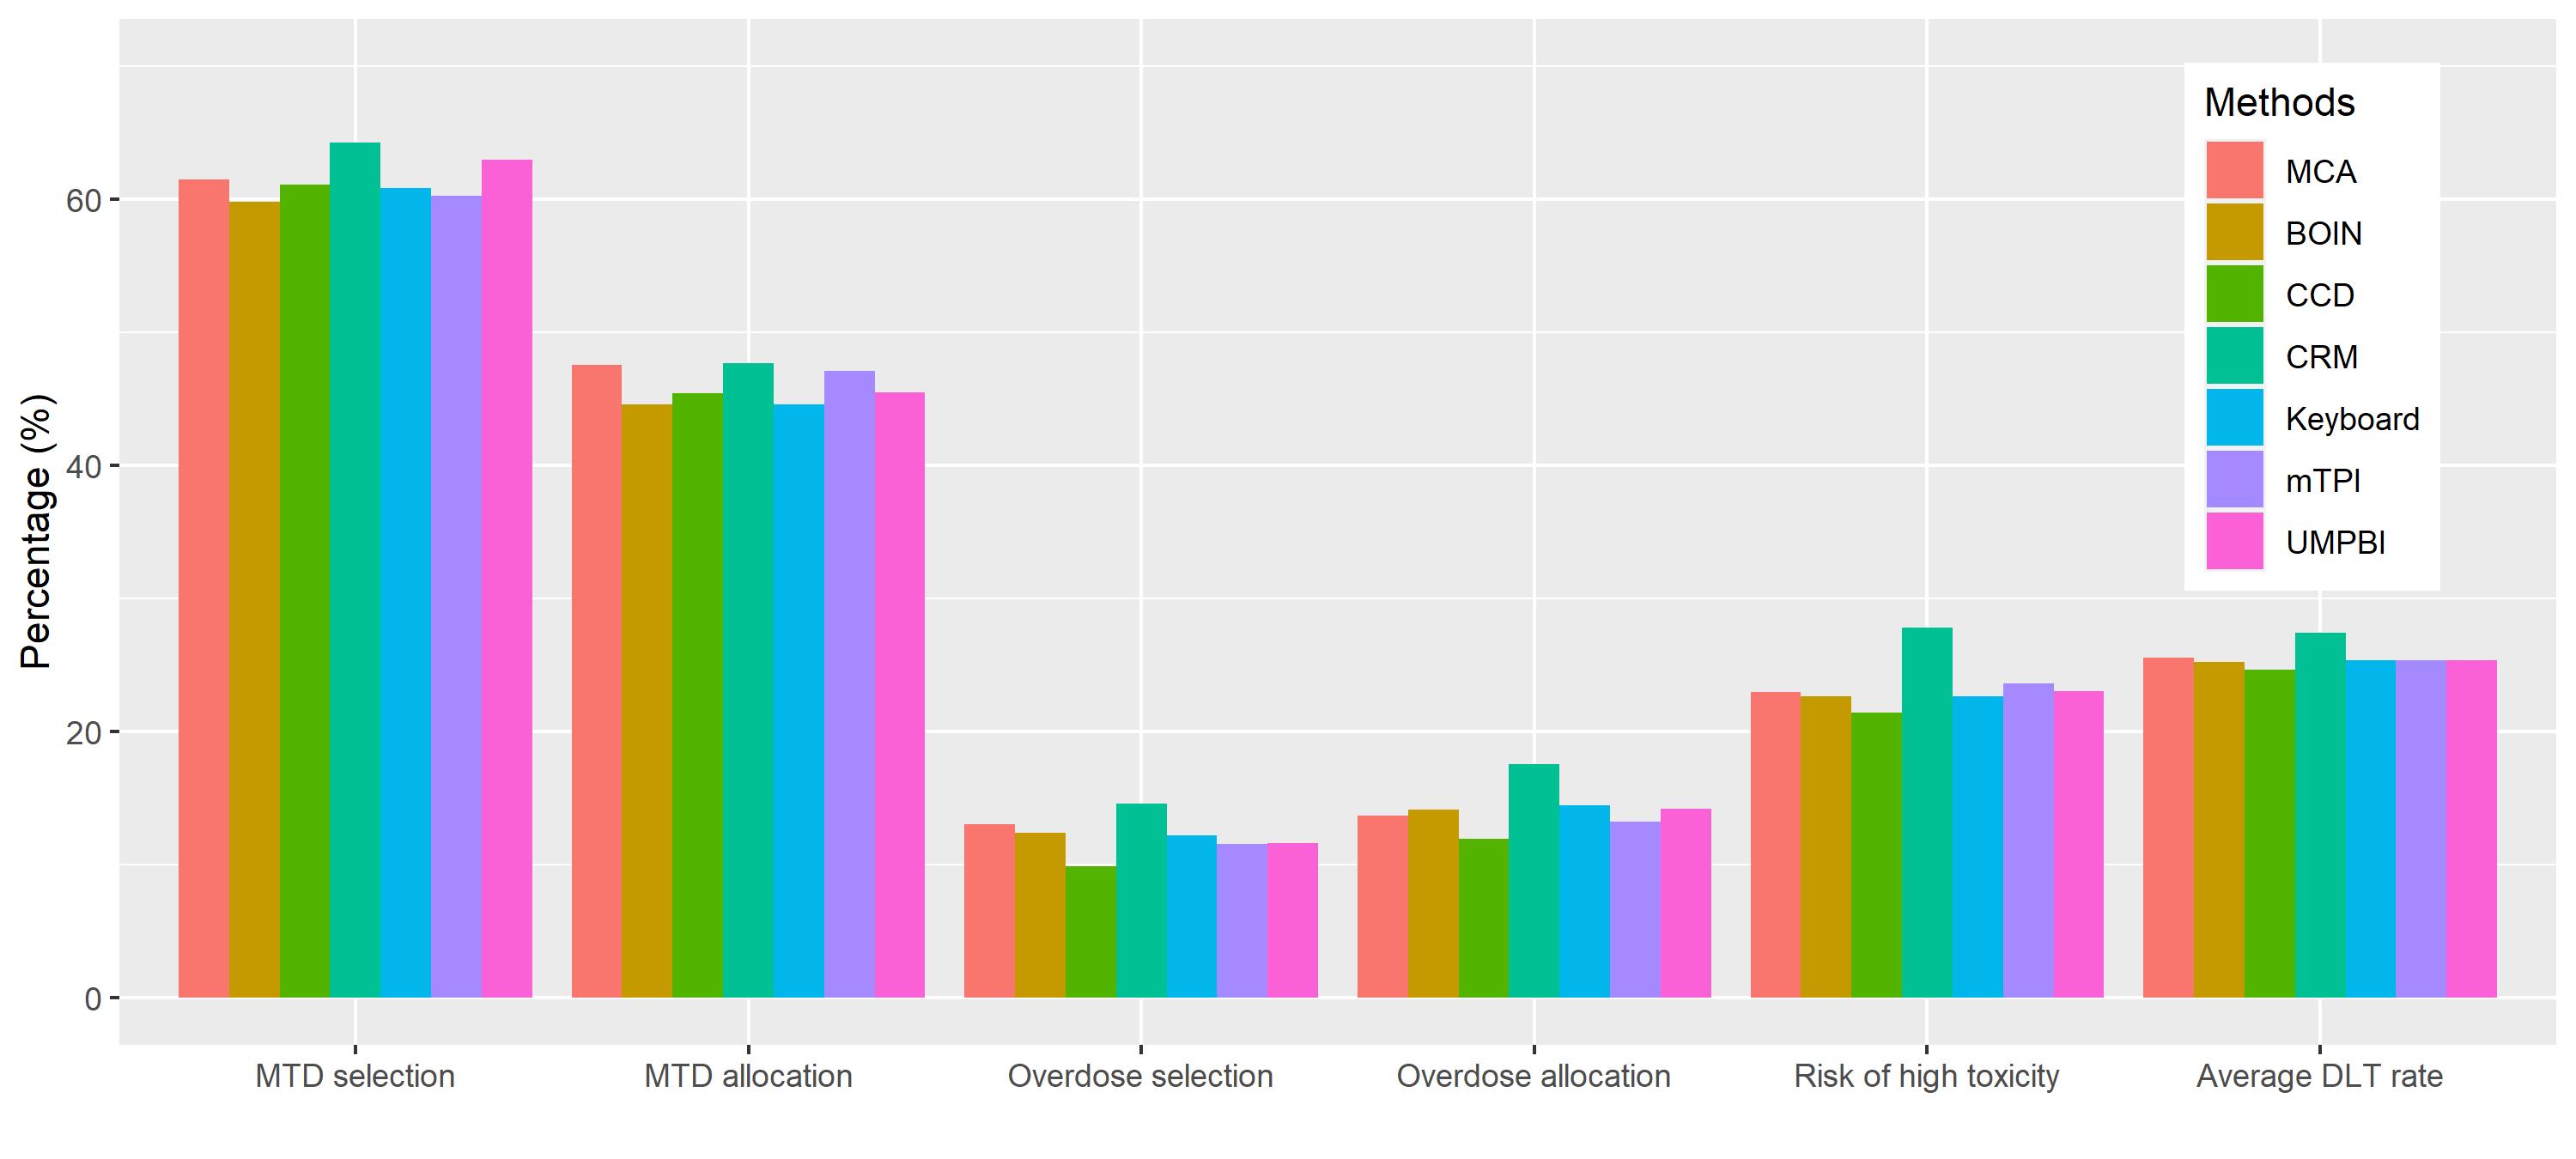 Percentage (%)
60
40
20
0
MTD selection
MTD allocation
Overdose selection
Overdose allocation
Risk of high toxicity
Average DLT rate
Methods
MCA
BOIN
CCD
CRM
Keyboard
mTPI
UMPBI